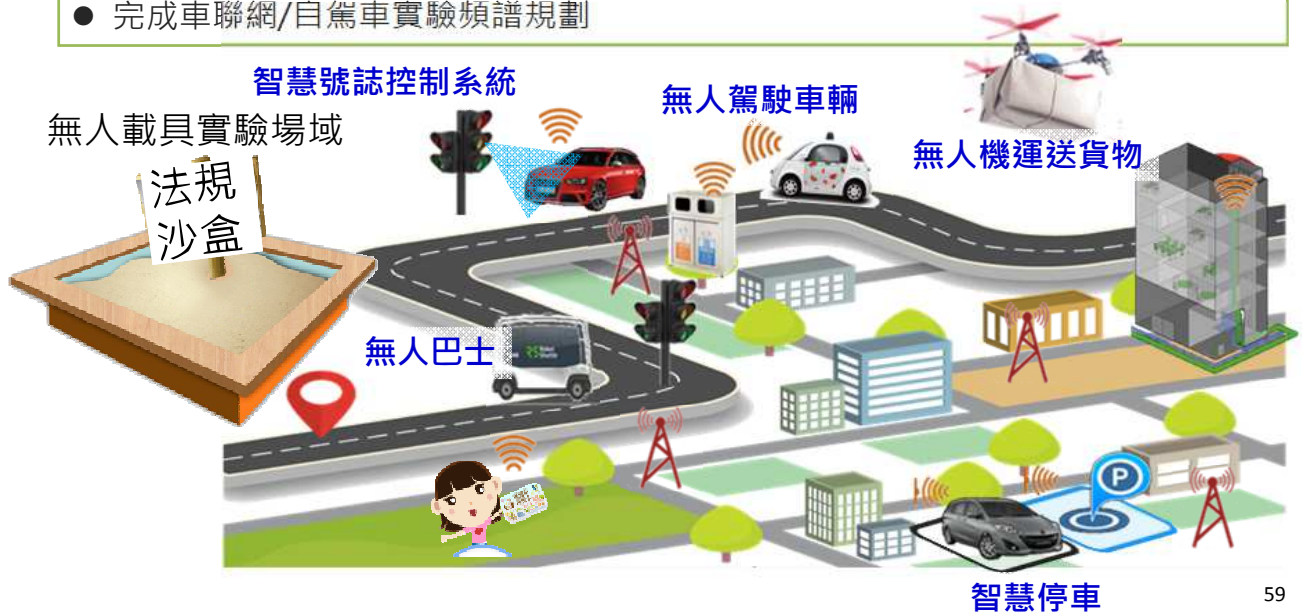 ● 完成車聯網/自駕車實驗頻譜規劃
智慧號誌控制系統
無人駕駛車輛
無人載具實驗場域
無人機運送貨物
法規
沙盒
無人巴士
P
智慧停車
59